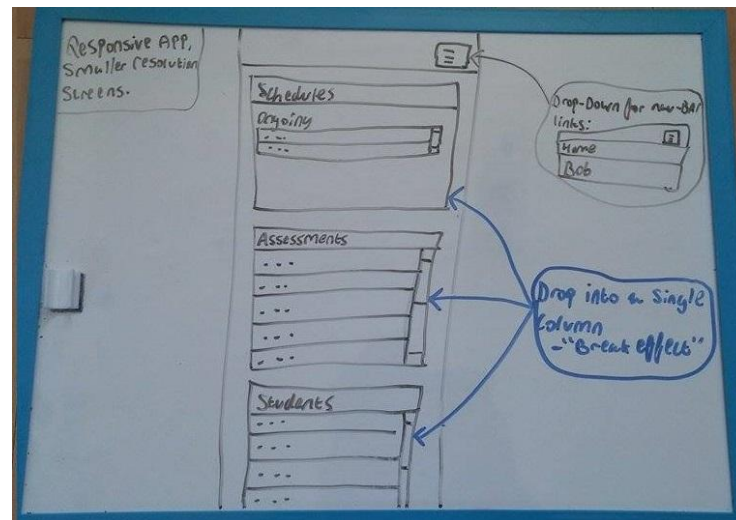 Responsive APP,
Smaller resolution
Screens.
Schedules
Ongoing
Assessments
Students
Drop-Down for nav-BAR
links:
Home
Bob
Drop into a Single
Column
-"Break effect"